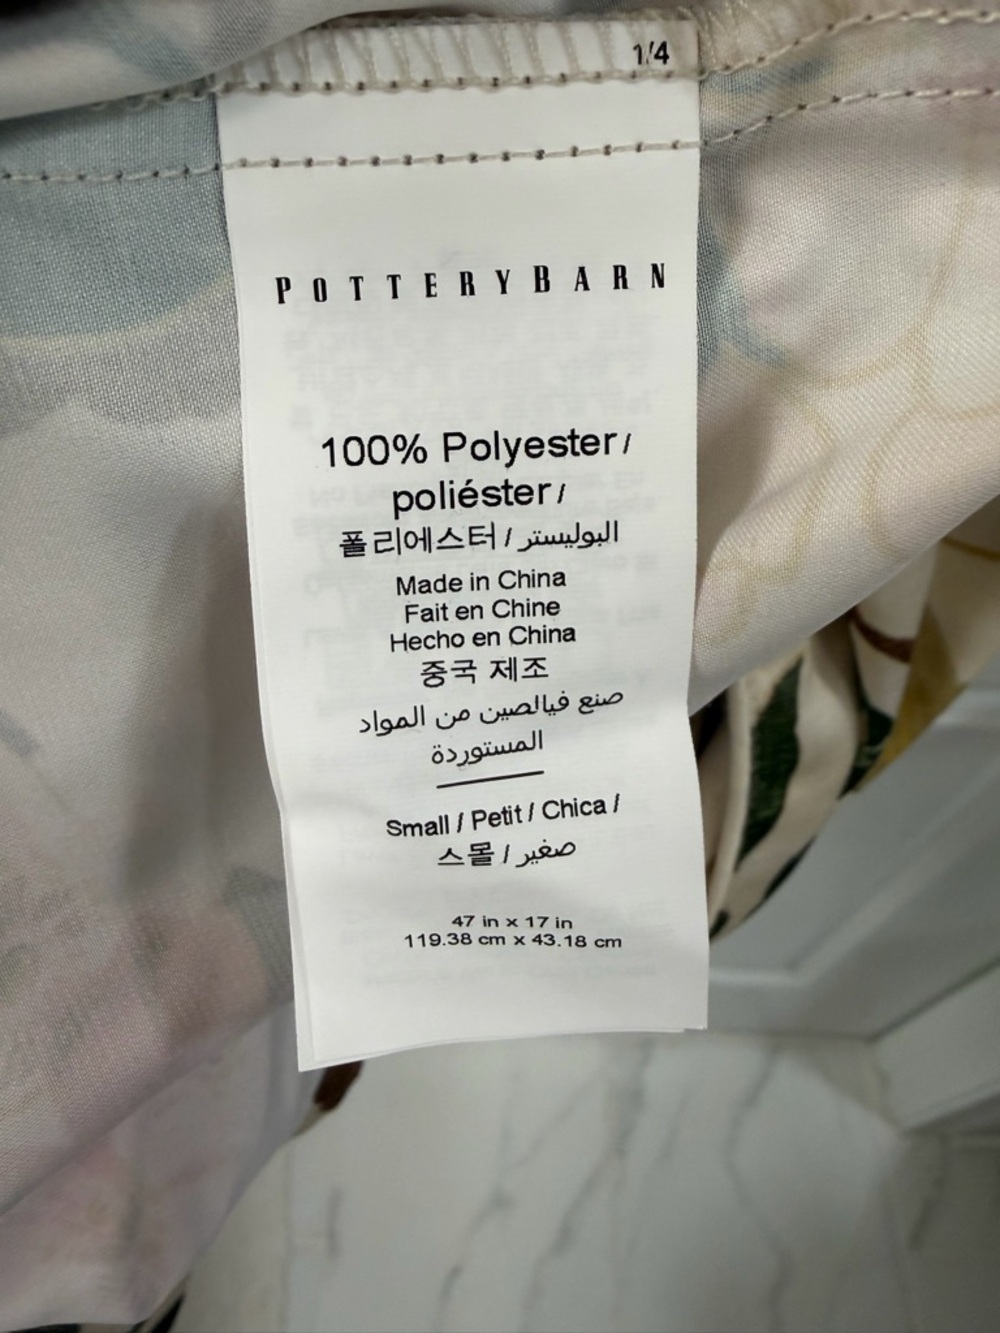 1/4
POTTERYBARN
100% Polyester/
poliéster/
폴리에스터/البوليستر
Made in China
Fait en Chine
Hecho en China
중국 제조
صنع فيالصين من المواد
المستوردة
Small / Petit / Chica /
스몰 / صغير
47 in x 17 in
119.38 cm x 43.18 cm